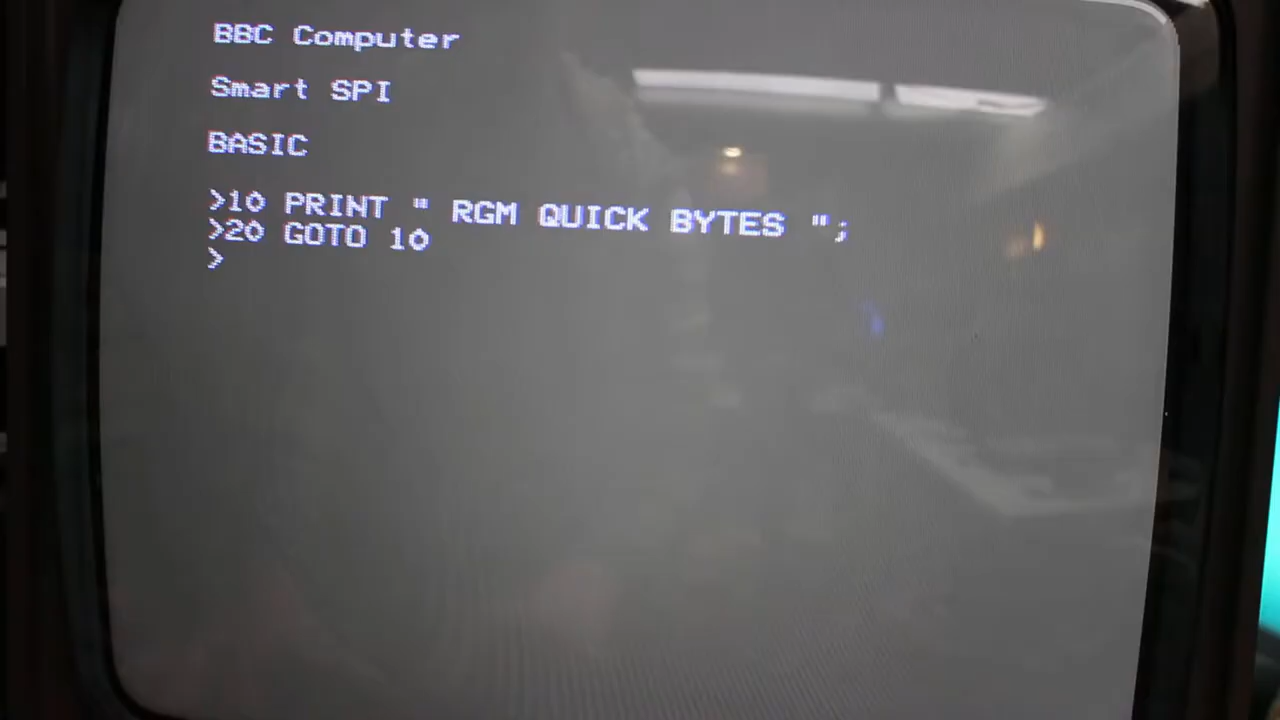 BBC Computer
Smart SPI
BASIC
>10 PRINT " RGM QUICK BYTES ";
>20 GOTO 10
>